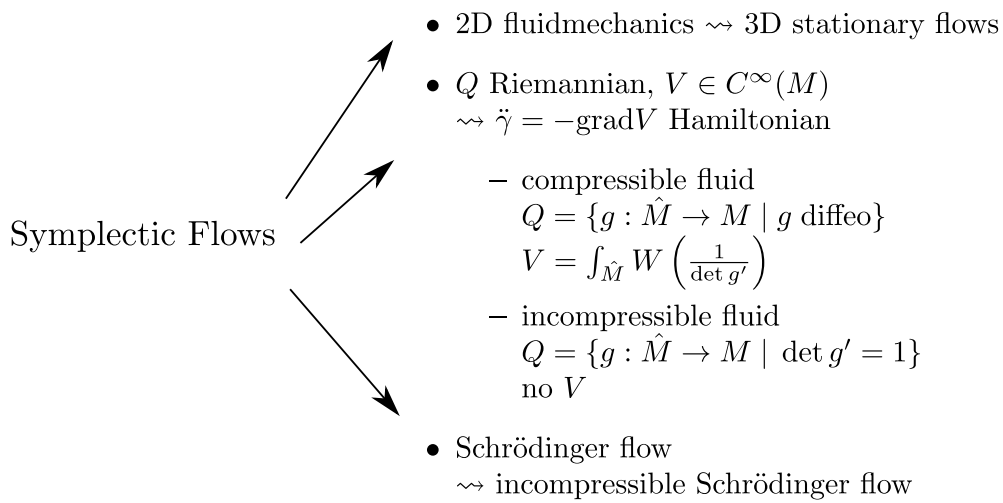 • 2D fluidmechanics ⇝ 3D stationary flows
• Q Riemannian, V ∈ C^∞(M)
⇝ γ̈ = −gradV Hamiltonian
– compressible fluid
Q = {g : M̂ → M | g diffeo}
Symplectic Flows
V = ∫_M̂ W (1/det g′)
– incompressible fluid
Q = {g : M̂ → M | det g′ = 1}
no V
• Schrödinger flow
⇝ incompressible Schrödinger flow